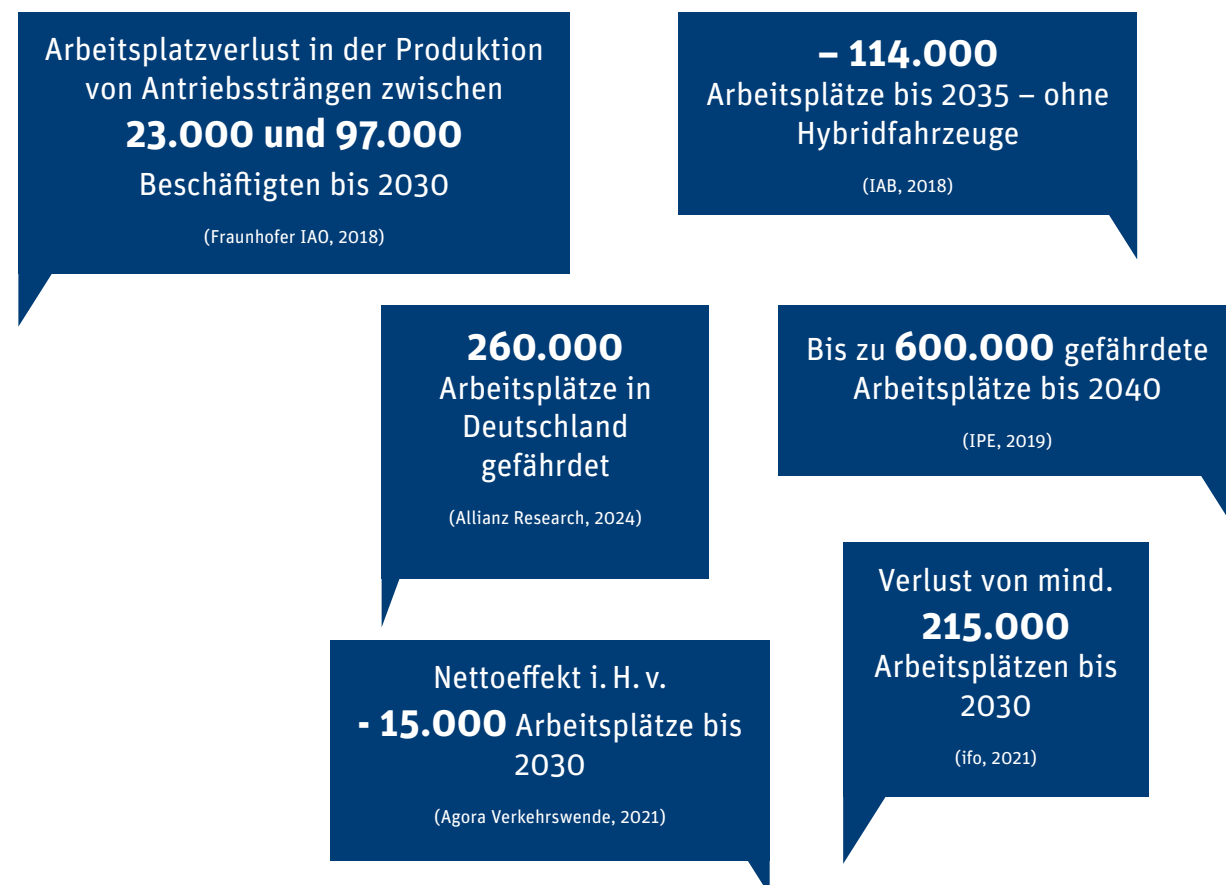 Arbeitsplatzverlust in der Produktion
von Antriebssträngen zwischen
23.000 und 97.000
Beschäftigten bis 2030
(Fraunhofer IAO, 2018)
– 114.000
Arbeitsplätze bis 2035 – ohne
Hybridfahrzeuge
(IAB, 2018)
260.000
Arbeitsplätze in
Deutschland
gefährdet
(Allianz Research, 2024)
Bis zu 600.000 gefährdete
Arbeitsplätze bis 2040
(IPE, 2019)
Nettoeffekt i. H. v.
- 15.000 Arbeitsplätze bis
2030
(Agora Verkehrswende, 2021)
Verlust von mind.
215.000
Arbeitsplätzen bis
2030
(ifo, 2021)